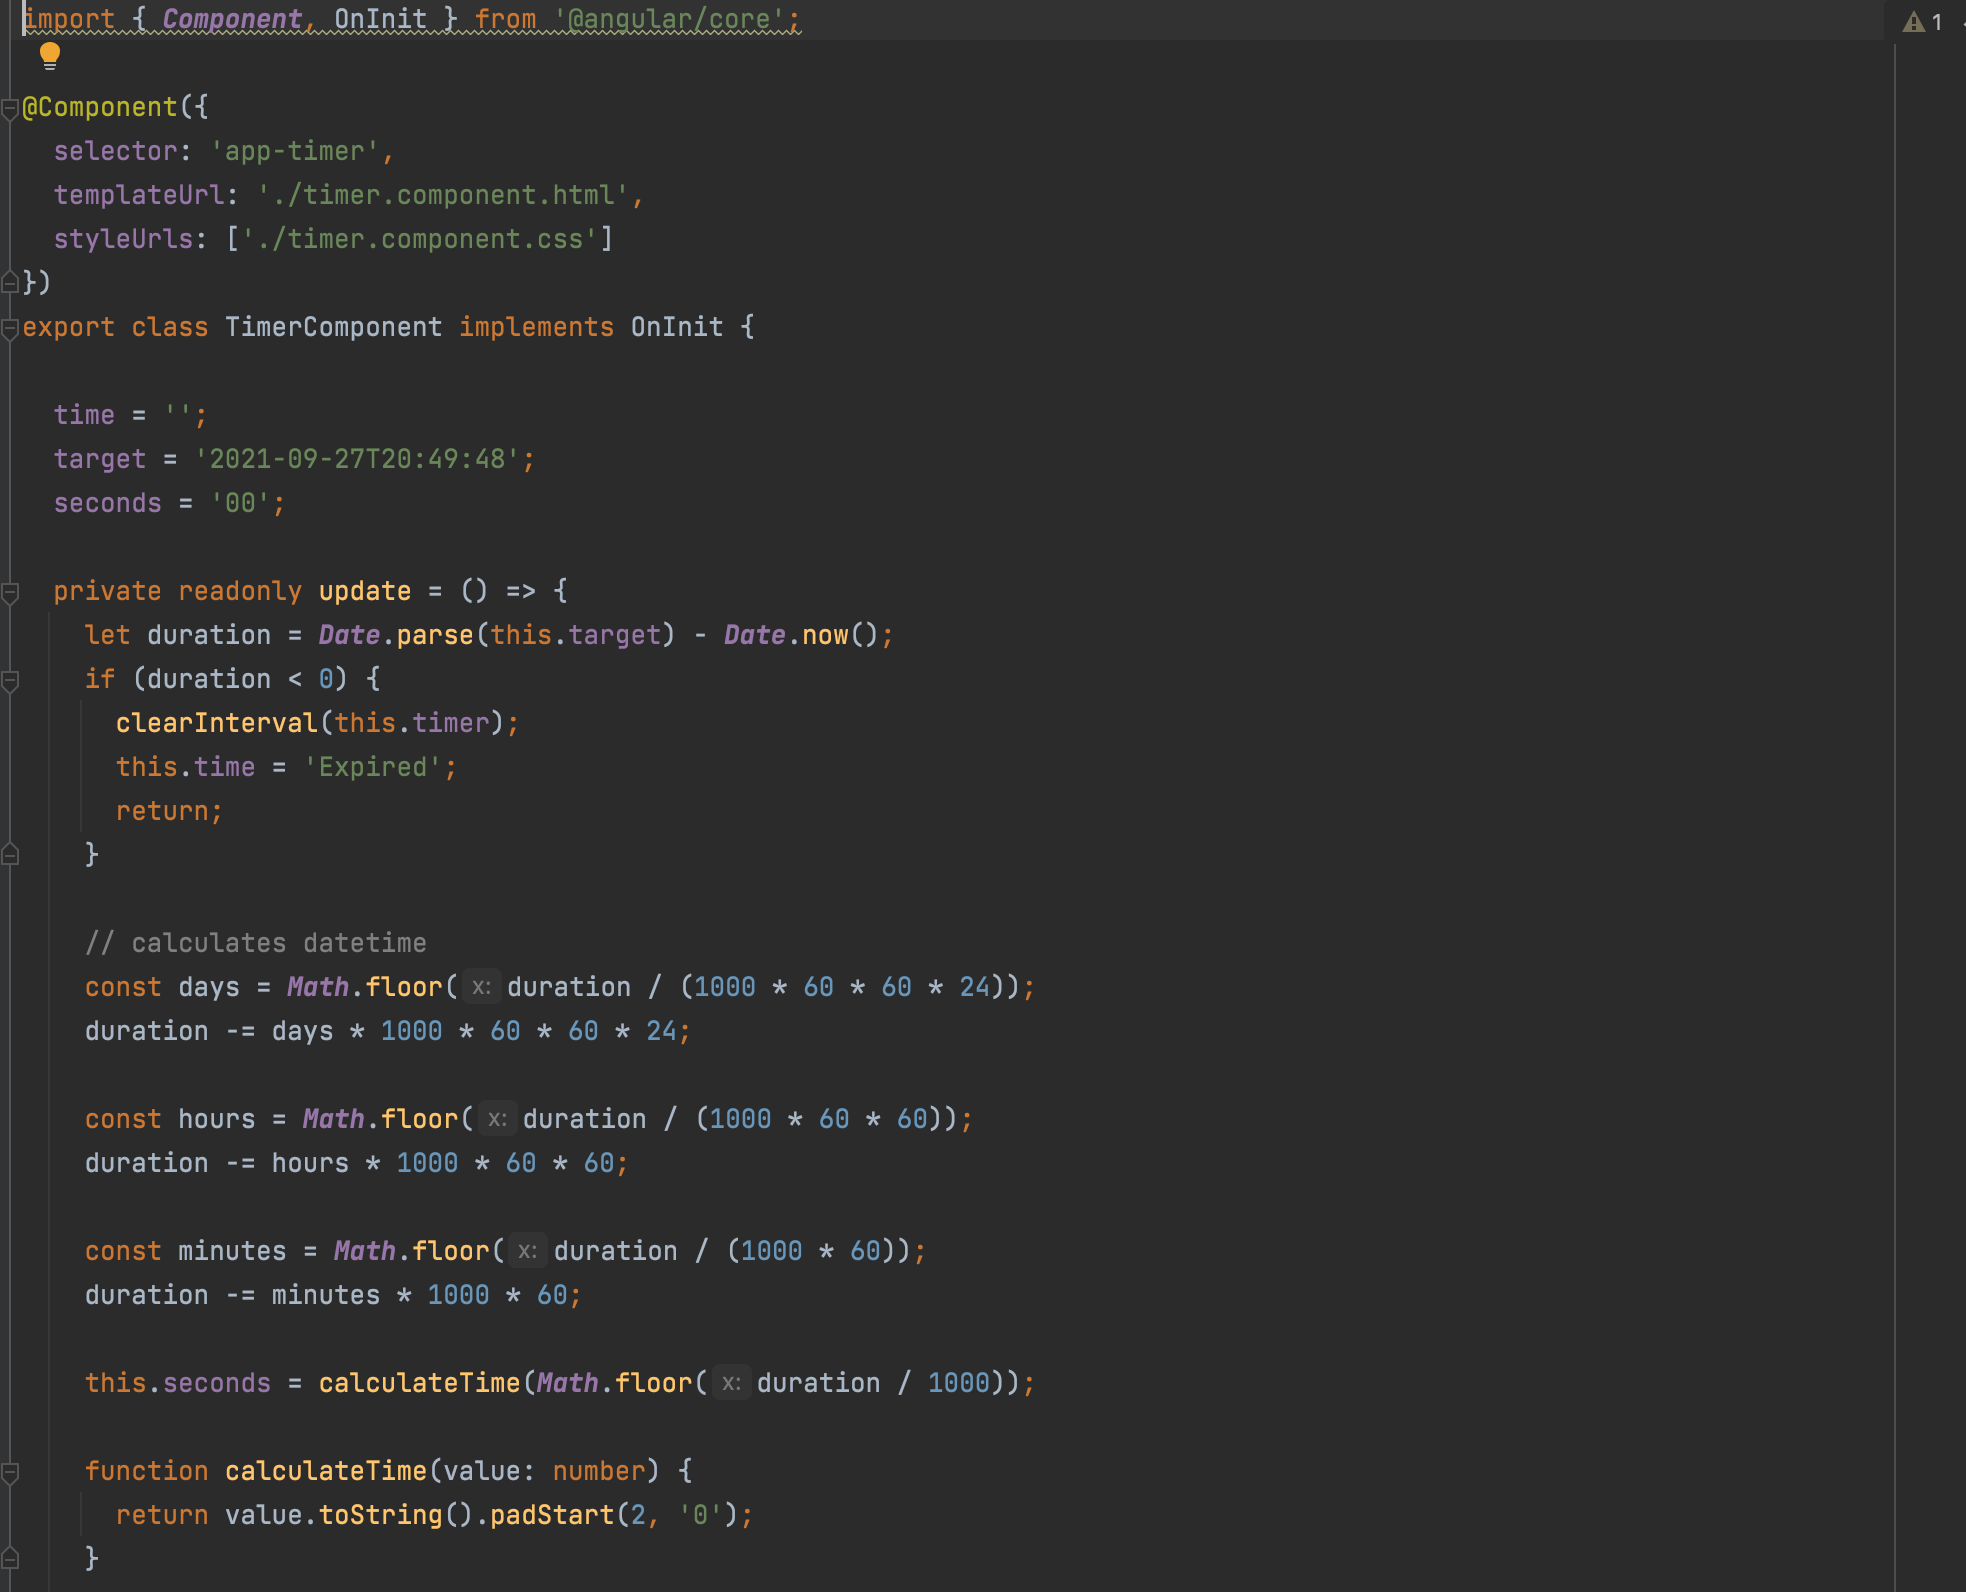 import { Component, OnInit } from '@angular/core';
1
@Component({
selector: 'app-timer',
templateUrl: './timer.component.html',
styleUrls: ['./timer.component.css']
})
export class TimerComponent implements OnInit {
time = '';
target = '2021-09-27T20:49:48';
seconds = '00';
private readonly update = () => {
let duration = Date.parse(this.target) - Date.now();
if (duration < 0) {
clearInterval(this.timer);
this.time = 'Expired';
return;
}
// calculates datetime
const days = Math.floor( x: duration / (1000 * 60 * 60 * 24));
duration -= days * 1000 * 60 * 60 * 24;
const hours = Math.floor( x: duration / (1000 * 60 * 60));
duration -= hours * 1000 * 60 * 60;
const minutes = Math.floor( x: duration / (1000 * 60));
duration -= minutes * 1000 * 60;
this.seconds = calculateTime(Math.floor( x: duration / 1000));
function calculateTime(value: number) {
return value.toString().padStart(2, '0');
}